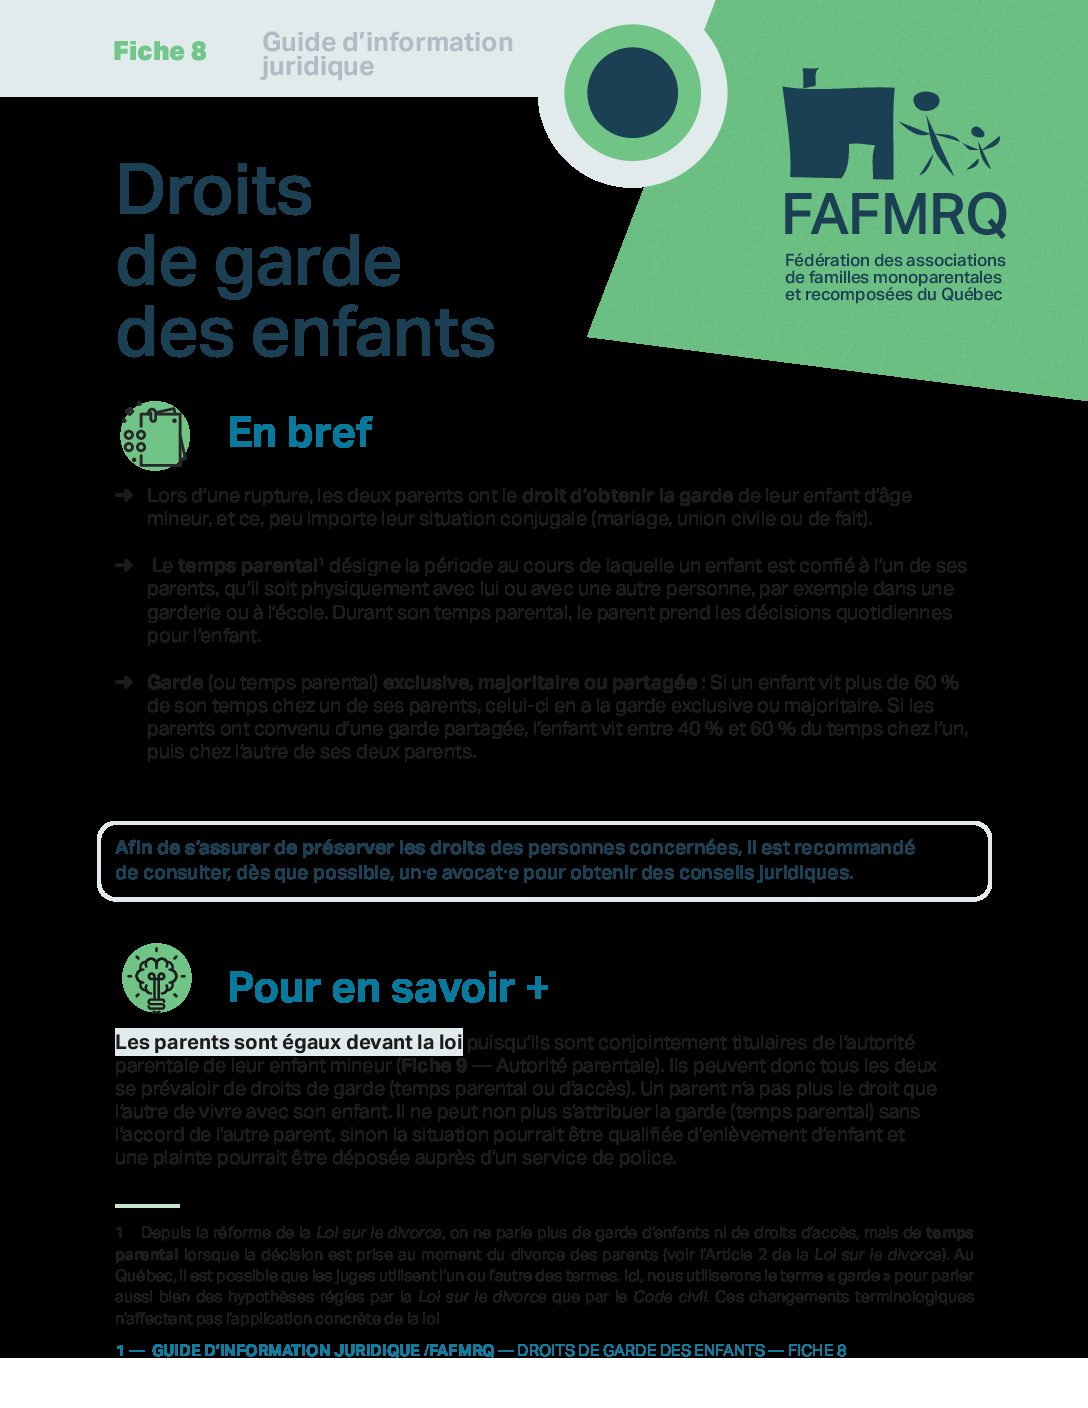 Fiche 8
Guide d’information
juridique
FAFMRQ
Fédération des associations
de familles monoparentales
et recomposées du Québec
Droits
de garde
des enfants
En bref
➜ Lors d’une rupture, les deux parents ont le droit d’obtenir la garde de leur enfant d’âge
mineur, et ce, peu importe leur situation conjugale (mariage, union civile ou de fait).
➜ Le temps parental¹ désigne la période au cours de laquelle un enfant est confié à l’un de ses
parents, qu’il soit physiquement avec lui ou avec une autre personne, par exemple dans une
garderie ou à l’école. Durant son temps parental, le parent prend les décisions quotidiennes
pour l’enfant.
➜ Garde (ou temps parental) exclusive, majoritaire ou partagée : Si un enfant vit plus de 60 %
de son temps chez un de ses parents, celui-ci en a la garde exclusive ou majoritaire. Si les
parents ont convenu d’une garde partagée, l’enfant vit entre 40 % et 60 % du temps chez l’un,
puis chez l’autre de ses deux parents.
Afin de s’assurer de préserver les droits des personnes concernées, il est recommandé
de consulter, dès que possible, un·e avocat·e pour obtenir des conseils juridiques.
Pour en savoir +
Les parents sont égaux devant la loi puisqu’ils sont conjointement titulaires de l’autorité
parentale de leur enfant mineur (Fiche 9 — Autorité parentale). Ils peuvent donc tous les deux
se prévaloir de droits de garde (temps parental ou d’accès). Un parent n’a pas plus le droit que
l’autre de vivre avec son enfant. Il ne peut non plus s’attribuer la garde (temps parental) sans
l’accord de l’autre parent, sinon la situation pourrait être qualifiée d’enlèvement d’enfant et
une plainte pourrait être déposée auprès d’un service de police.
1 Depuis la réforme de la Loi sur le divorce, on ne parle plus de garde d’enfants ni de droits d’accès, mais de temps
parental lorsque la décision est prise au moment du divorce des parents (voir l’Article 2 de la Loi sur le divorce). Au
Québec, il est possible que les juges utilisent l’un ou l’autre des termes. Ici, nous utiliserons le terme « garde » pour parler
aussi bien des hypothèses régies par la Loi sur le divorce que par le Code civil. Ces changements terminologiques
n’affectent pas l’application concrète de la loi
1 — GUIDE D’INFORMATION JURIDIQUE /FAFMRQ — DROITS DE GARDE DES ENFANTS — FICHE 8